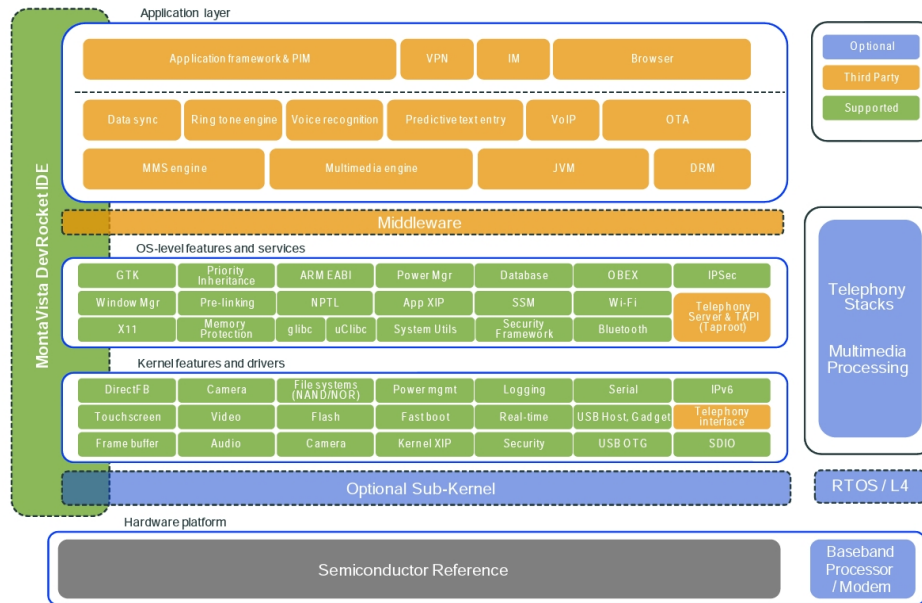 Application layer
Application framework & PIM
VPN
IM
Browser
Data sync
Ring tone engine
Voice recognition
Predictive text entry
VoIP
OTA
MMS engine
Multimedia engine
JVM
DRM
Optional
Third Party
Supported
MontaVista DevRocket IDE
Middleware
OS-level features and services
GTK
Priority
Inheritance
ARM EABI
Power Mgr
Database
OBEX
IPSec
Window Mgr
Pre-linking
NPTL
App XIP
SSM
Wi-Fi
Telephony
Server & TAPI
(Taproot)
X11
Memory
Protection
glibc
uClibc
System Utils
Security
Framework
Bluetooth
Telephony
Stacks
Multimedia
Processing
Kernel features and drivers
DirectFB
Camera
File systems
(NAND/NOR)
Power mgmt
Logging
Serial
IPv6
Touchscreen
Video
Flash
Fast boot
Real-time
USB Host, Gadget
Telephony
interface
Frame buffer
Audio
Camera
Kernel XIP
Security
USB OTG
SDIO
Optional Sub-Kernel
RTOS / L4
Hardware platform
Semiconductor Reference
Baseband
Processor
/ Modem